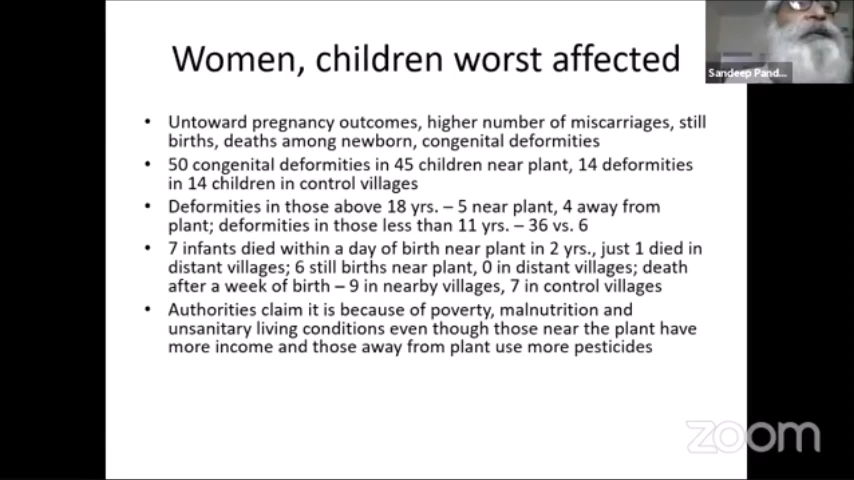 Women, children worst affected
Sandeep Pand...
• Untoward pregnancy outcomes, higher number of miscarriages, still
births, deaths among newborn, congenital deformities
• 50 congenital deformities in 45 children near plant, 14 deformities
in 14 children in control villages
• Deformities in those above 18 yrs. – 5 near plant, 4 away from
plant; deformities in those less than 11 yrs. – 36 vs. 6
• 7 infants died within a day of birth near plant in 2 yrs., just 1 died in
distant villages; 6 still births near plant, 0 in distant villages; death
after a week of birth – 9 in nearby villages, 7 in control villages
• Authorities claim it is because of poverty, malnutrition and
unsanitary living conditions even though those near the plant have
more income and those away from plant use more pesticides
zoom